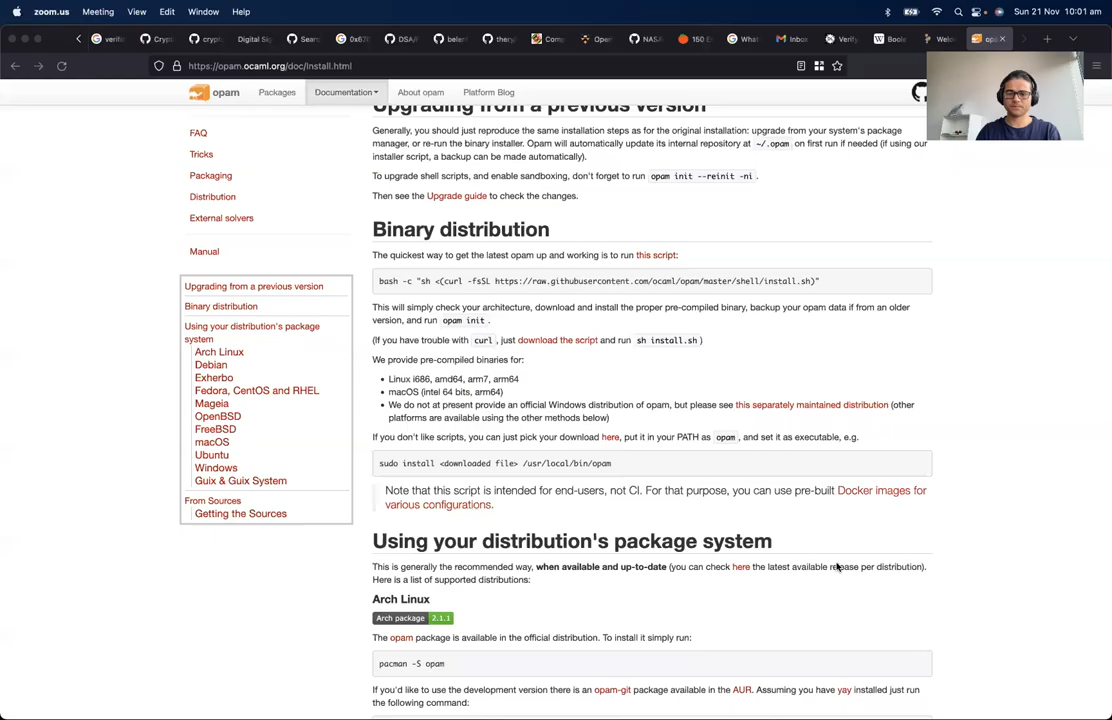 zoom.us Meeting View Edit Window Help Sun 21 Nov 10:01 am
verifie Cryp crypt Digital Sig Searc 0x67 DSA/ beler thery Comp Open NASA 150 E What Inbo Verify Boole Welc opa
https://opam.ocaml.org/doc/Install.html
opam Packages Documentation About opam Platform Blog
FAQ
Tricks
Packaging
Distribution
External solvers
Manual
Upgrading from a previous version
Binary distribution
Using your distribution's package
system
Arch Linux
Debian
Exherbo
Fedora, CentOS and RHEL
Mageia
OpenBSD
FreeBSD
macOS
Ubuntu
Windows
Guix & Guix System
From Sources
Getting the Sources
Upgrading from a previous version
Generally, you should just reproduce the same installation steps as for the original installation: upgrade from your system's package
manager, or re-run the binary installer. Opam will automatically update its internal repository at ~/.opam on first run if needed (if using our
installer script, a backup can be made automatically).
To upgrade shell scripts, and enable sandboxing, don't forget to run opam init --reinit -ni .
Then see the Upgrade guide to check the changes.
Binary distribution
The quickest way to get the latest opam up and working is to run this script:
bash -c "sh <(curl -fsSL https://raw.githubusercontent.com/ocaml/opam/master/shell/install.sh)"
This will simply check your architecture, download and install the proper pre-compiled binary, backup your opam data if from an older
version, and run opam init .
(If you have trouble with curl , just download the script and run sh install.sh )
We provide pre-compiled binaries for:
• Linux i686, amd64, arm7, arm64
• macOS (intel 64 bits, arm64)
• We do not at present provide an official Windows distribution of opam, but please see this separately maintained distribution (other
platforms are available using the other methods below)
If you don't like scripts, you can just pick your download here, put it in your PATH as opam , and set it as executable, e.g.
sudo install <downloaded file> /usr/local/bin/opam
Note that this script is intended for end-users, not CI. For that purpose, you can use pre-built Docker images for
various configurations.
Using your distribution's package system
This is generally the recommended way, when available and up-to-date (you can check here the latest available release per distribution).
Here is a list of supported distributions:
Arch Linux
Arch package 2.1.1
The opam package is available in the official distribution. To install it simply run:
pacman -S opam
If you'd like to use the development version there is an opam-git package available in the AUR. Assuming you have yay installed just run
the following command: